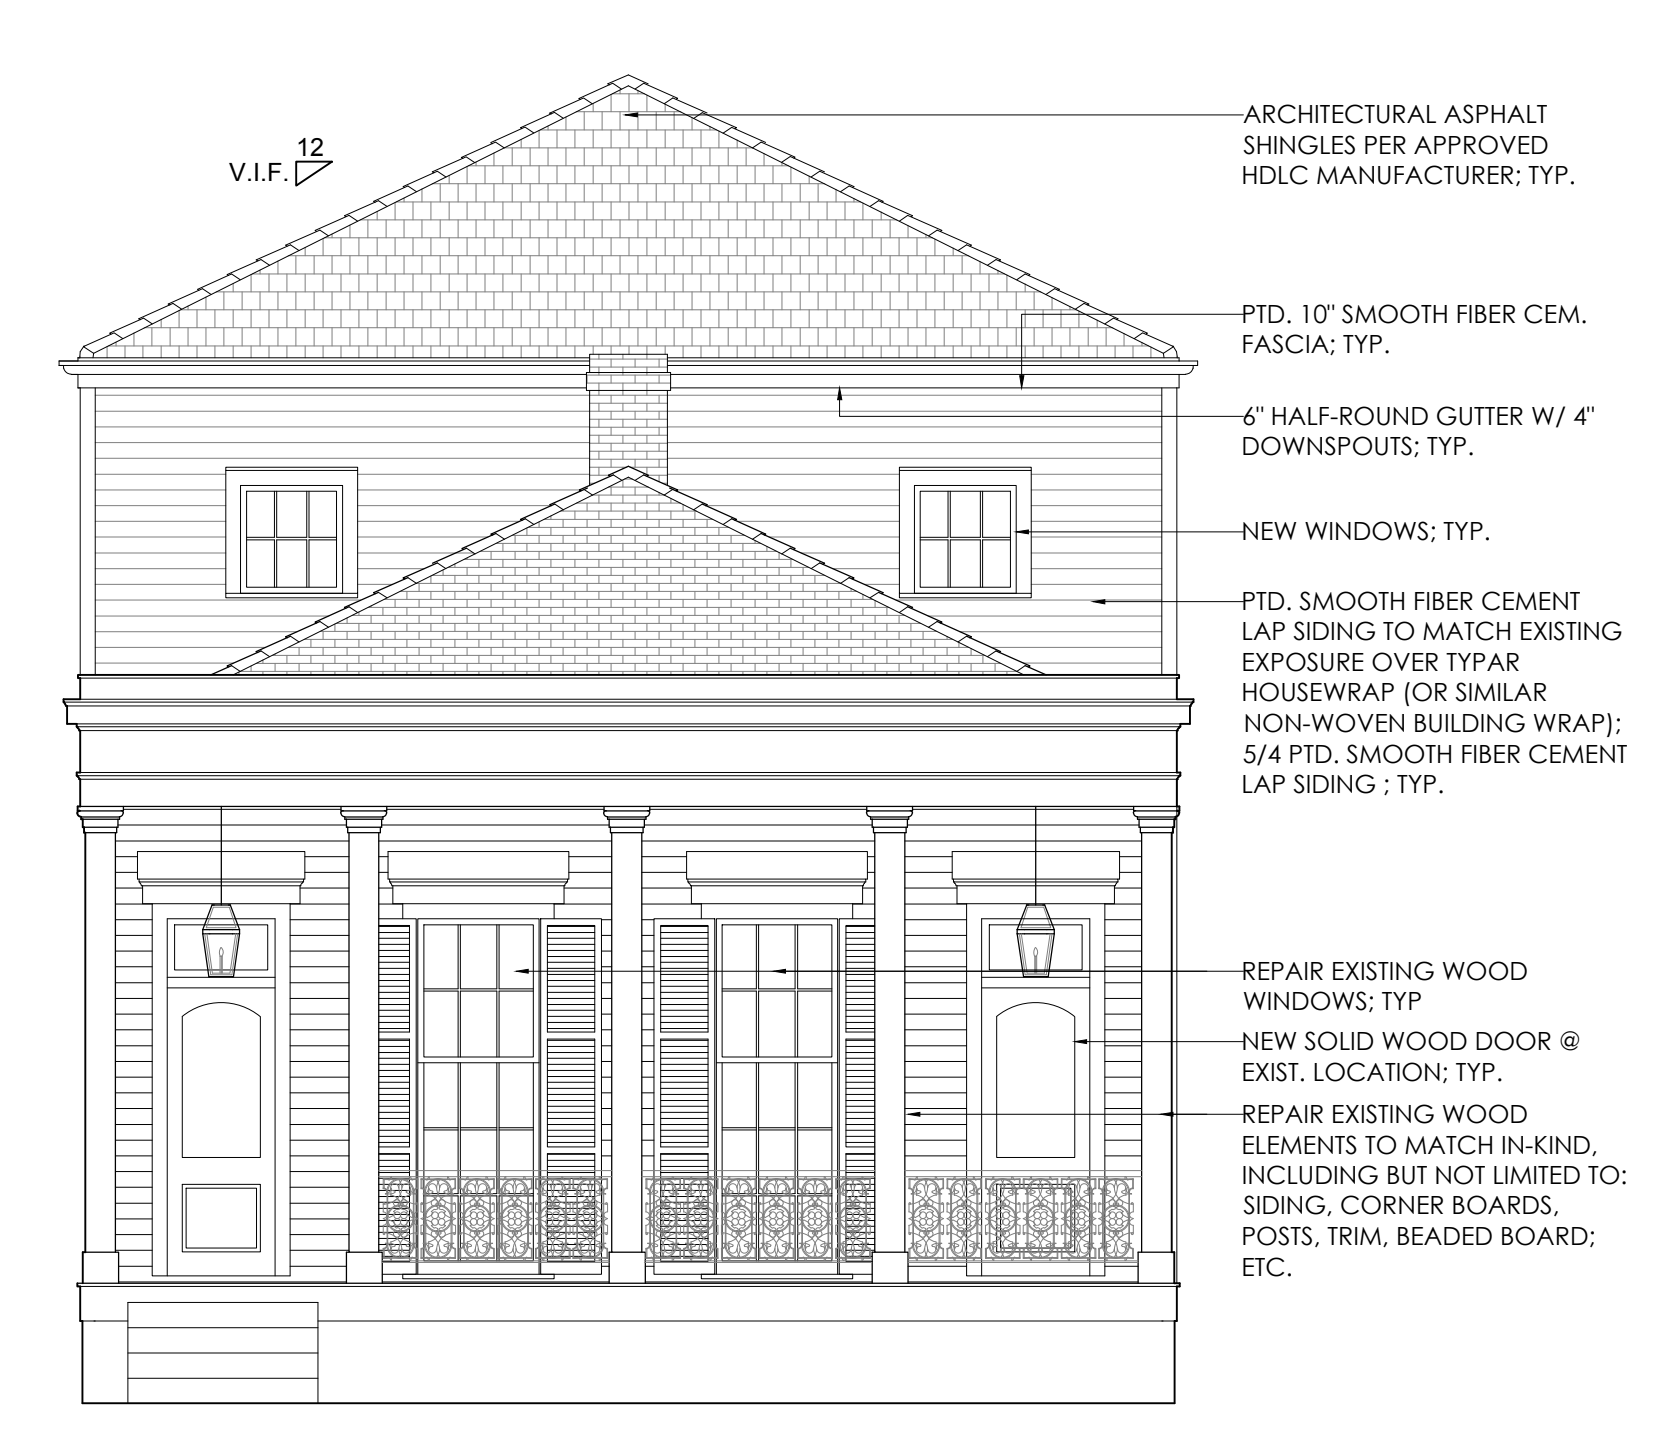 ARCHITECTURAL ASPHALT
SHINGLES PER APPROVED
HDLC MANUFACTURER; TYP.
12
V.I.F.
PTD. 10" SMOOTH FIBER CEM.
FASCIA; TYP.
6" HALF-ROUND GUTTER W/ 4"
DOWNSPOUTS; TYP.
NEW WINDOWS; TYP.
PTD. SMOOTH FIBER CEMENT
LAP SIDING TO MATCH EXISTING
EXPOSURE OVER TYPAR
HOUSEWRAP (OR SIMILAR
NON-WOVEN BUILDING WRAP);
5/4 PTD. SMOOTH FIBER CEMENT
LAP SIDING ; TYP.
REPAIR EXISTING WOOD
WINDOWS; TYP
NEW SOLID WOOD DOOR @
EXIST. LOCATION; TYP.
REPAIR EXISTING WOOD
ELEMENTS TO MATCH IN-KIND,
INCLUDING BUT NOT LIMITED TO:
SIDING, CORNER BOARDS,
POSTS, TRIM, BEADED BOARD;
ETC.